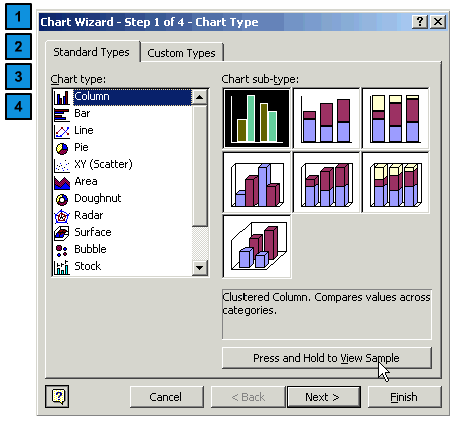 1
2
3
4
Chart Wizard - Step 1 of 4 - Chart Type
Standard Types
Custom Types
Chart type:
Column
Bar
Line
Pie
XY (Scatter)
Area
Doughnut
Radar
Surface
Bubble
Stock
Chart sub-type:
Clustered Column. Compares values across
categories.
Press and Hold to View Sample
Cancel
< Back
Next >
Finish